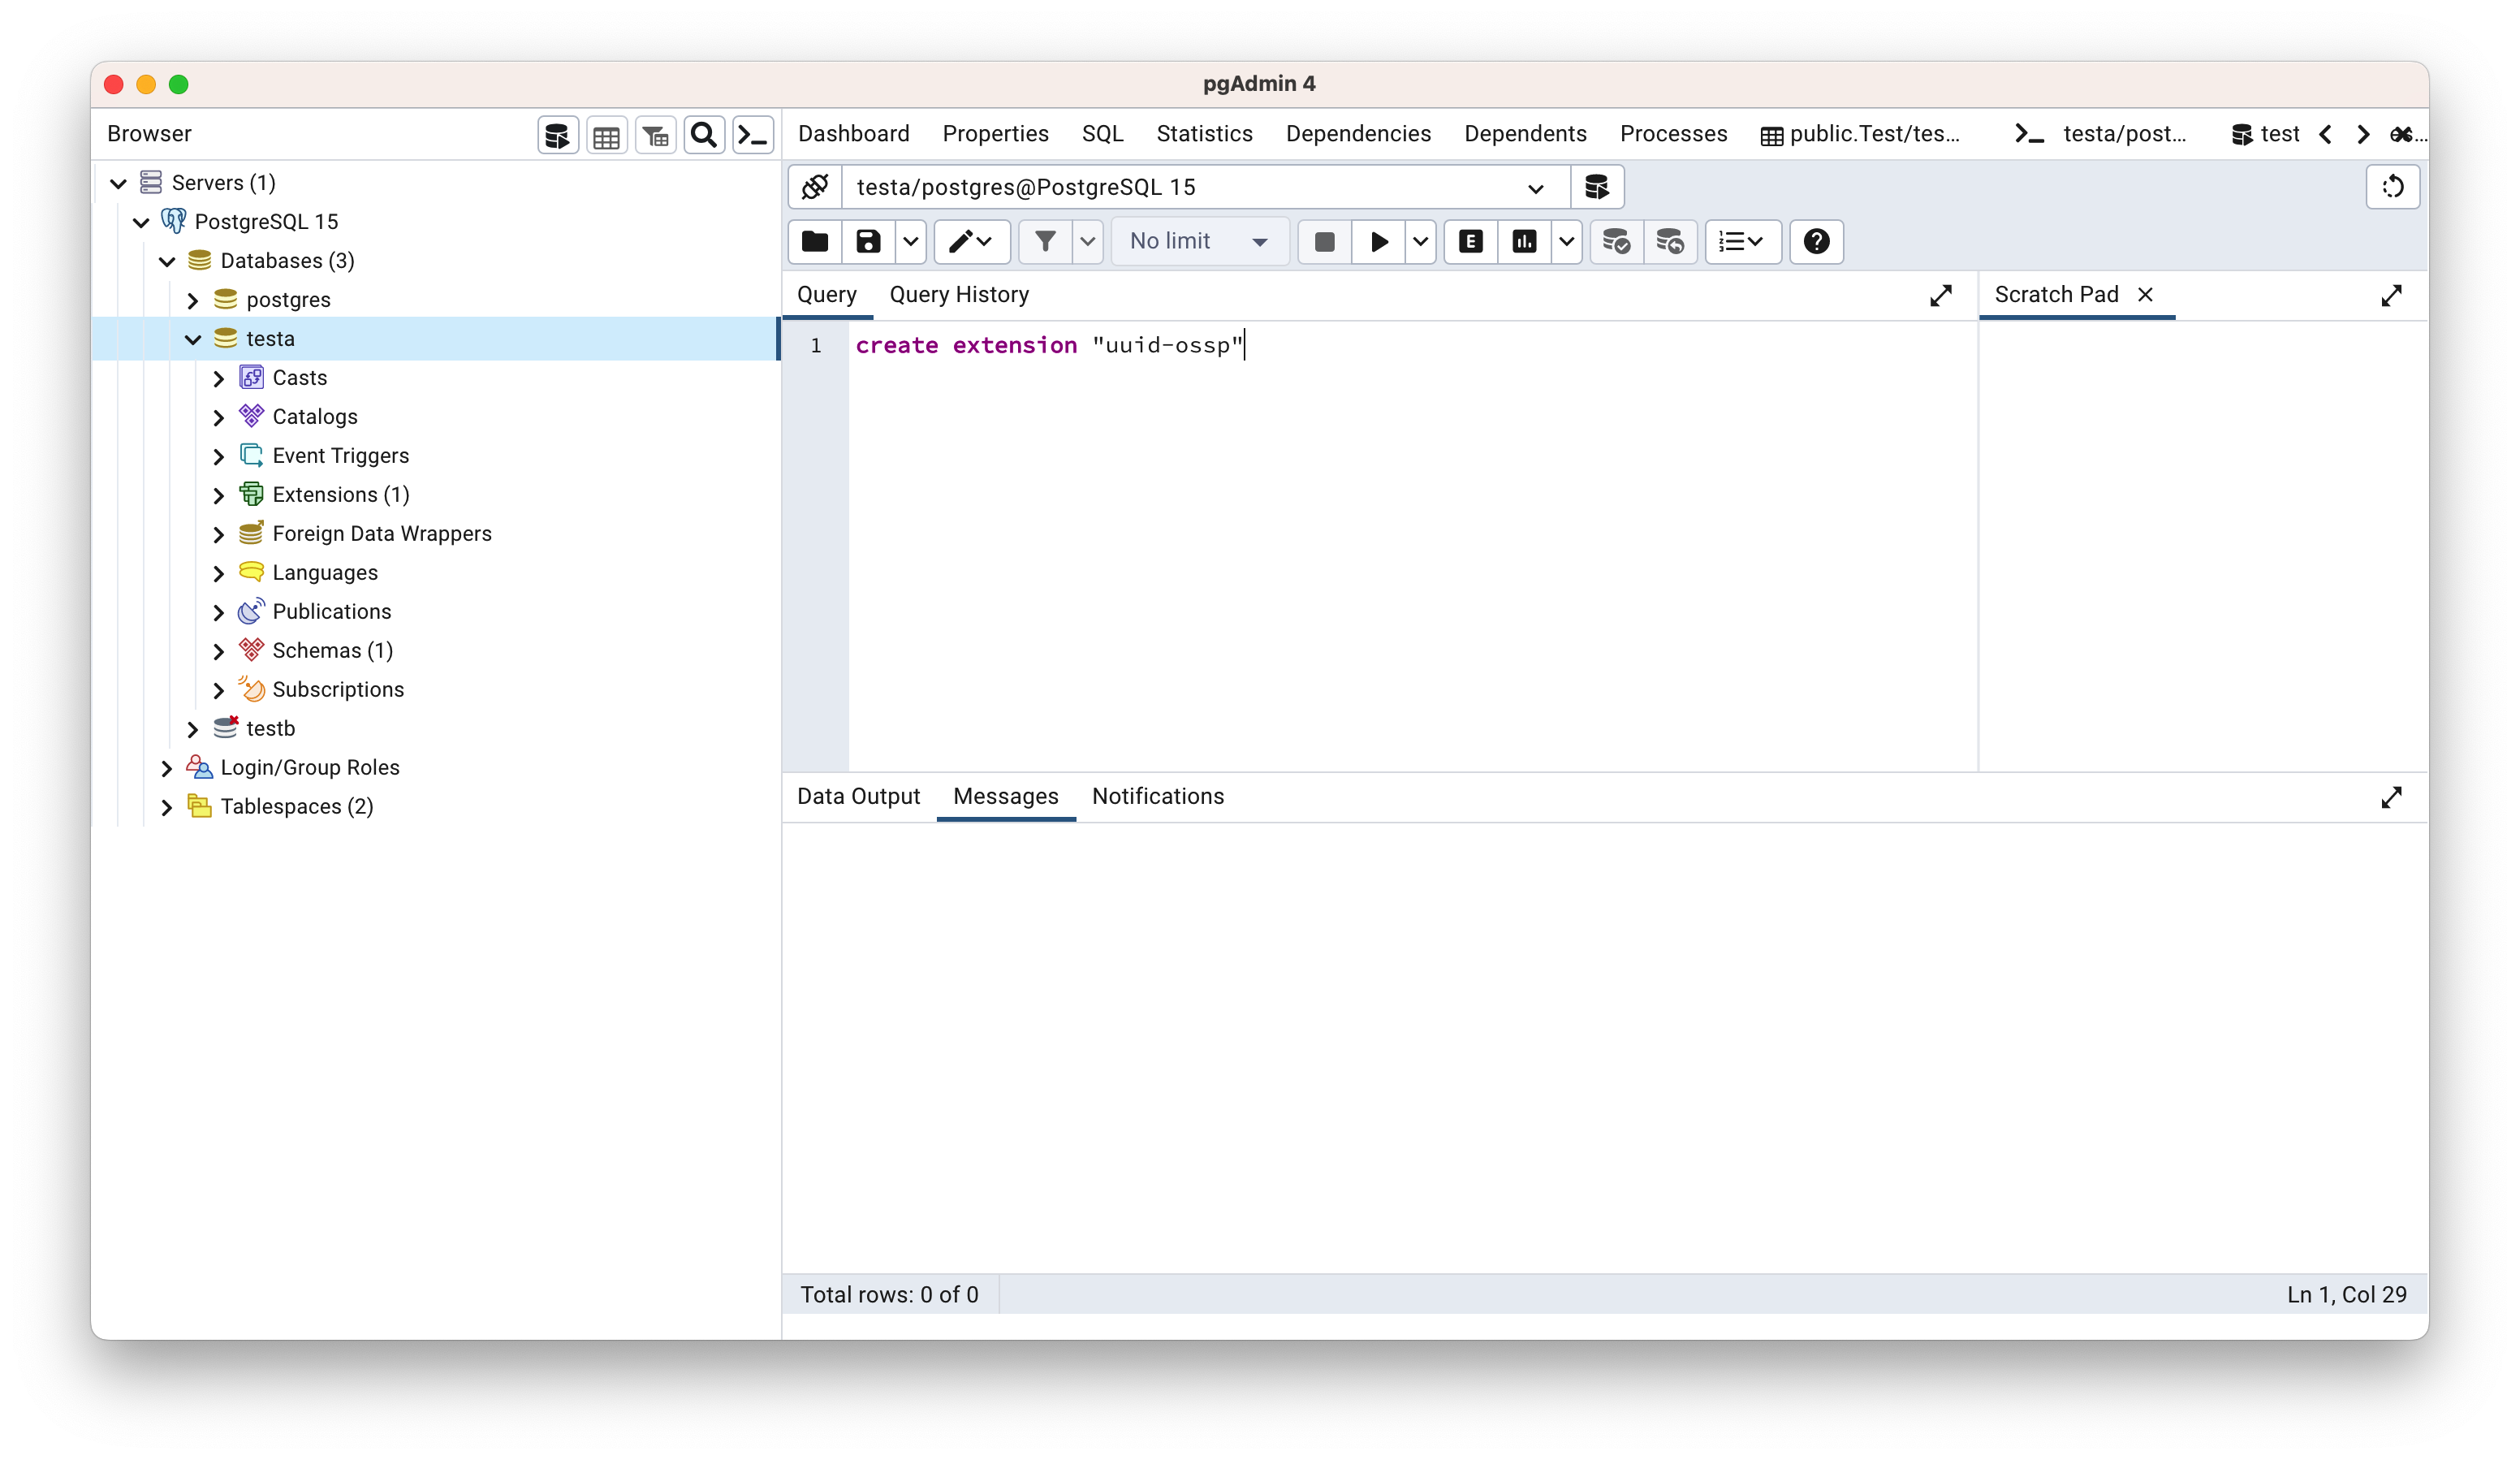 pgAdmin 4
Browser
Dashboard Properties SQL Statistics Dependencies Dependents Processes public.Test/tes... testa/post... test
Servers (1)
PostgreSQL 15
Databases (3)
postgres
testa
Casts
Catalogs
Event Triggers
Extensions (1)
Foreign Data Wrappers
Languages
Publications
Schemas (1)
Subscriptions
testb
Login/Group Roles
Tablespaces (2)
testa/postgres@PostgreSQL 15
No limit
E
Query Query History
Scratch Pad
1 create extension "uuid-ossp"
Data Output Messages Notifications
Total rows: 0 of 0
Ln 1, Col 29